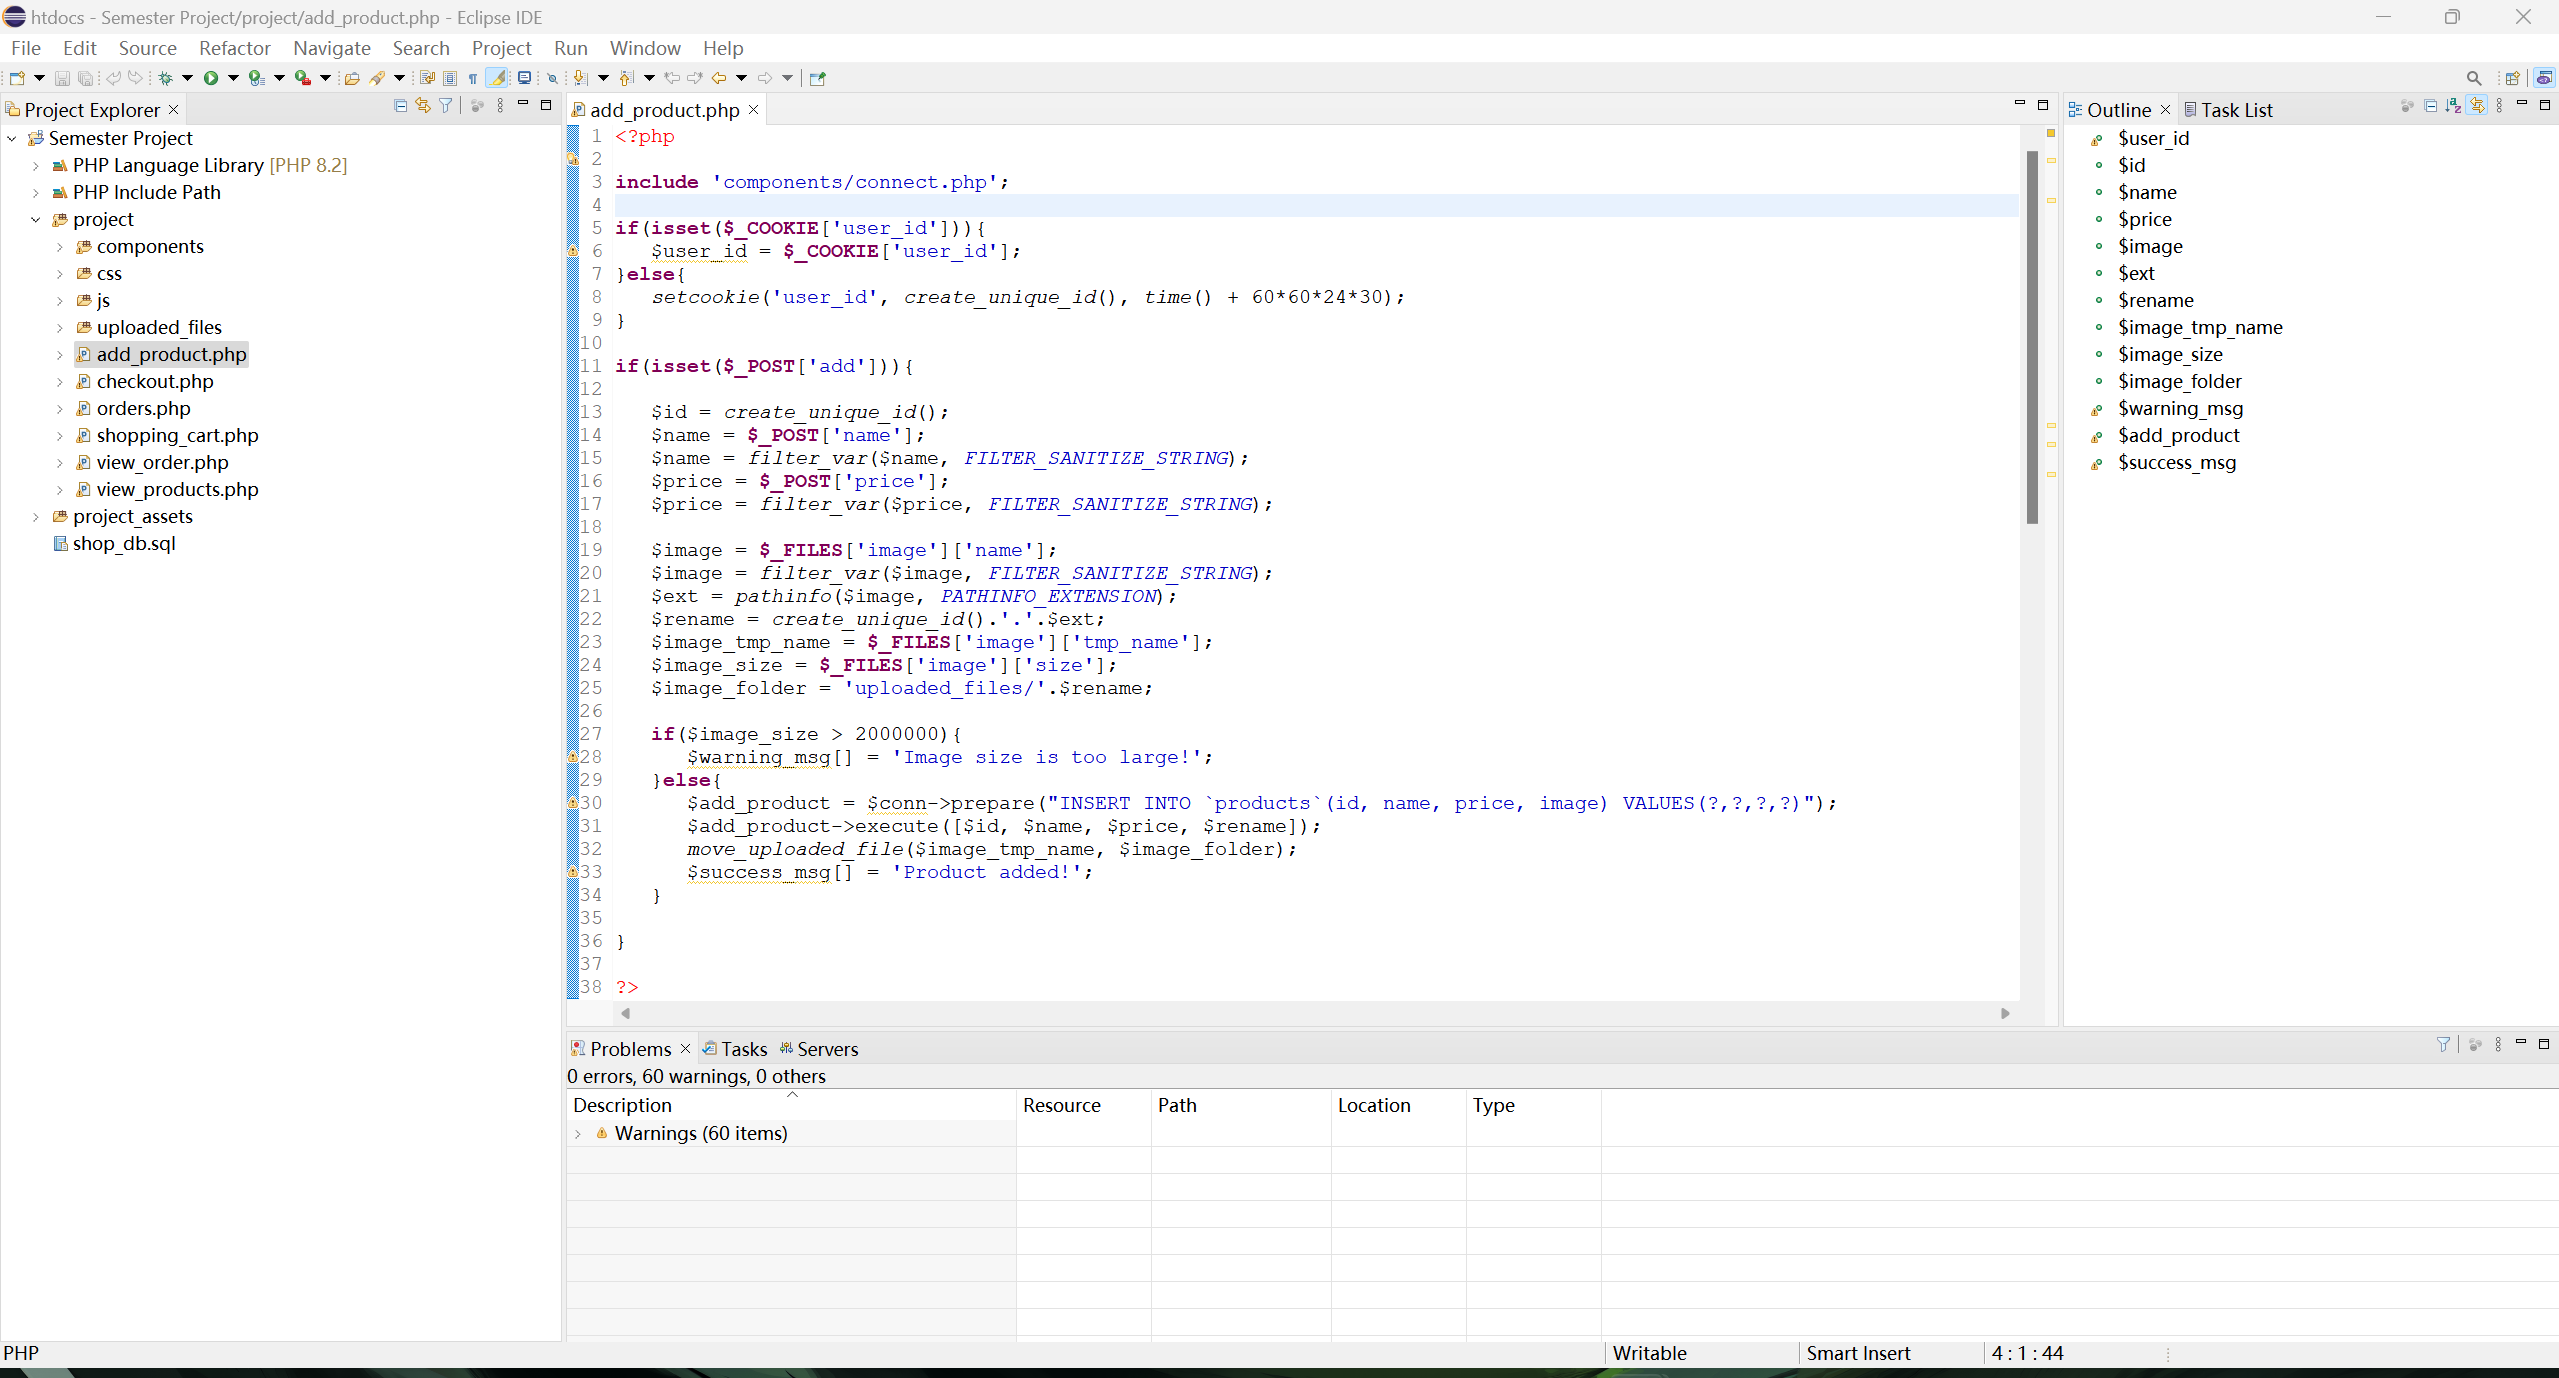 htdocs - Semester Project/project/add_product.php - Eclipse IDE
File Edit Source Refactor Navigate Search Project Run Window Help
Project Explorer
Semester Project
PHP Language Library [PHP 8.2]
PHP Include Path
project
components
css
js
uploaded_files
add_product.php
checkout.php
orders.php
shopping_cart.php
view_order.php
view_products.php
project_assets
shop_db.sql
add_product.php
1 <?php
2
3 include 'components/connect.php';
4
5 if(isset($_COOKIE['user_id'])){
6 $user_id = $_COOKIE['user_id'];
7 }else{
8 setcookie('user_id', create_unique_id(), time() + 60*60*24*30);
9 }
10
11 if(isset($_POST['add'])){
12
13 $id = create_unique_id();
14 $name = $_POST['name'];
15 $name = filter_var($name, FILTER_SANITIZE_STRING);
16 $price = $_POST['price'];
17 $price = filter_var($price, FILTER_SANITIZE_STRING);
18
19 $image = $_FILES['image']['name'];
20 $image = filter_var($image, FILTER_SANITIZE_STRING);
21 $ext = pathinfo($image, PATHINFO_EXTENSION);
22 $rename = create_unique_id().'.'.$ext;
23 $image_tmp_name = $_FILES['image']['tmp_name'];
24 $image_size = $_FILES['image']['size'];
25 $image_folder = 'uploaded_files/'.$rename;
26
27 if($image_size > 2000000){
28 $warning_msg[] = 'Image size is too large!';
29 }else{
30 $add_product = $conn->prepare("INSERT INTO `products`(id, name, price, image) VALUES(?,?,?,?)");
31 $add_product->execute([$id, $name, $price, $rename]);
32 move_uploaded_file($image_tmp_name, $image_folder);
33 $success_msg[] = 'Product added!';
34 }
35
36 }
37
38 ?>
Outline Task List
$user_id
$id
$name
$price
$image
$ext
$rename
$image_tmp_name
$image_size
$image_folder
$warning_msg
$add_product
$success_msg
Problems Tasks Servers
0 errors, 60 warnings, 0 others
Description Resource Path Location Type
Warnings (60 items)
PHP Writable Smart Insert 4 : 1 : 44